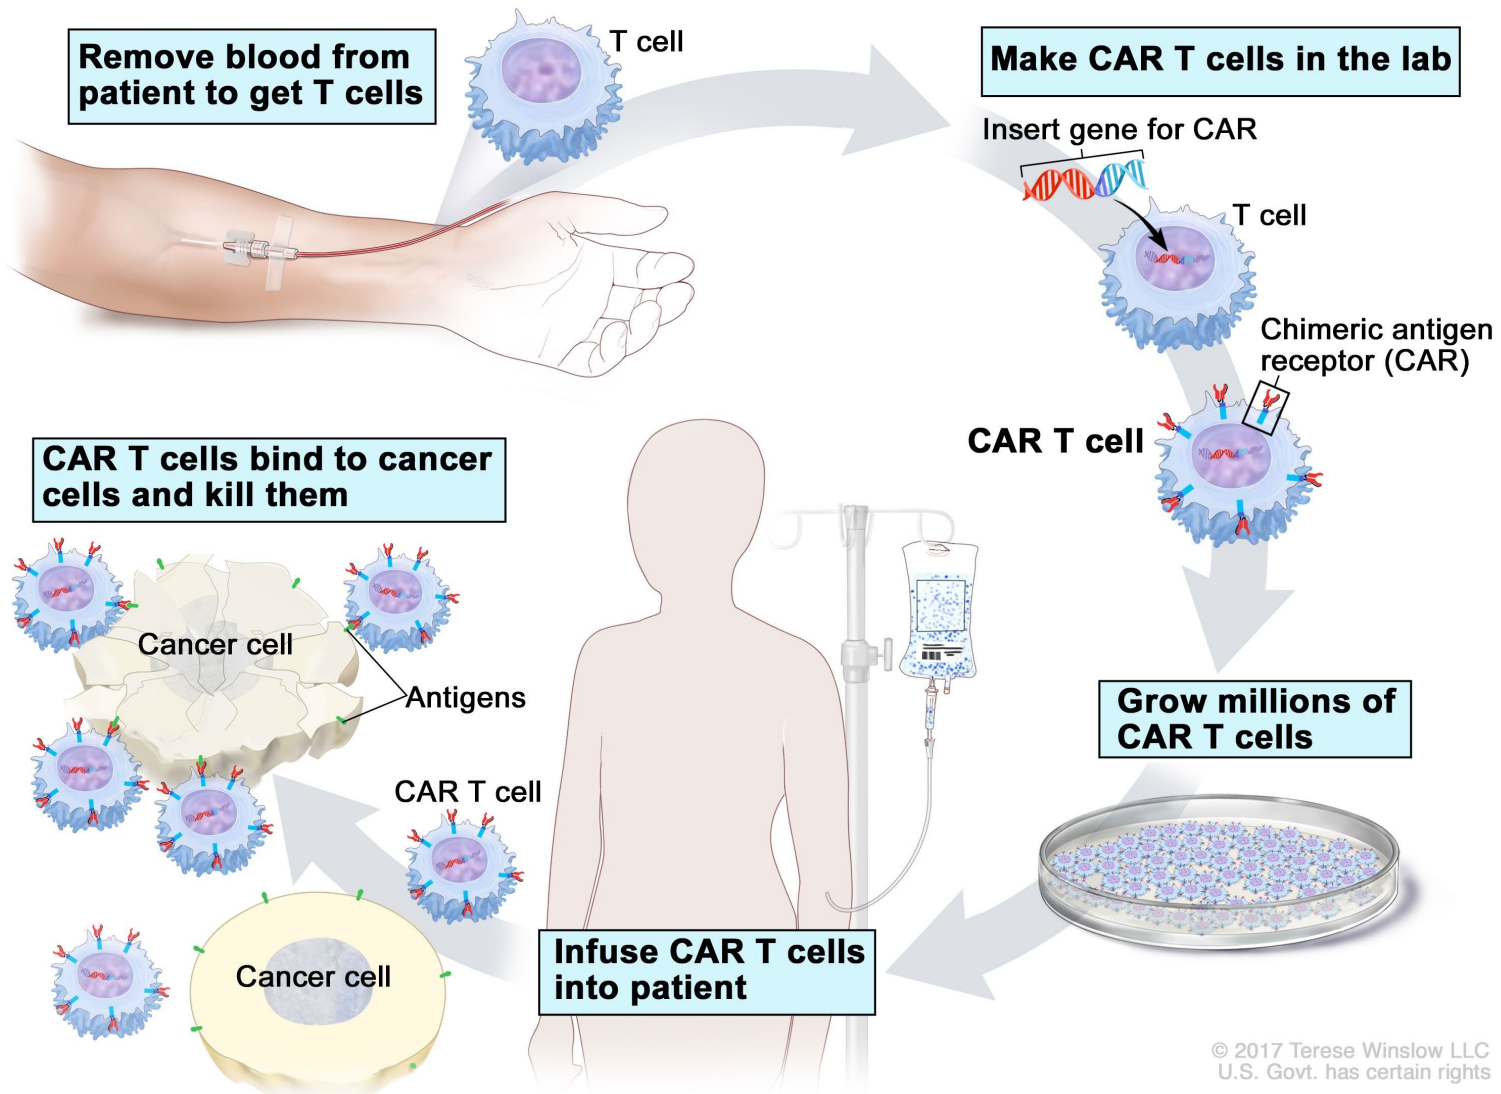 Remove blood from
patient to get T cells
T cell
Make CAR T cells in the lab
Insert gene for CAR
T cell
Chimeric antigen
receptor (CAR)
CAR T cell
Grow millions of
CAR T cells
Infuse CAR T cells
into patient
CAR T cells bind to cancer
cells and kill them
Cancer cell
Antigens
CAR T cell
Cancer cell
© 2017 Terese Winslow LLC
U.S. Govt. has certain rights